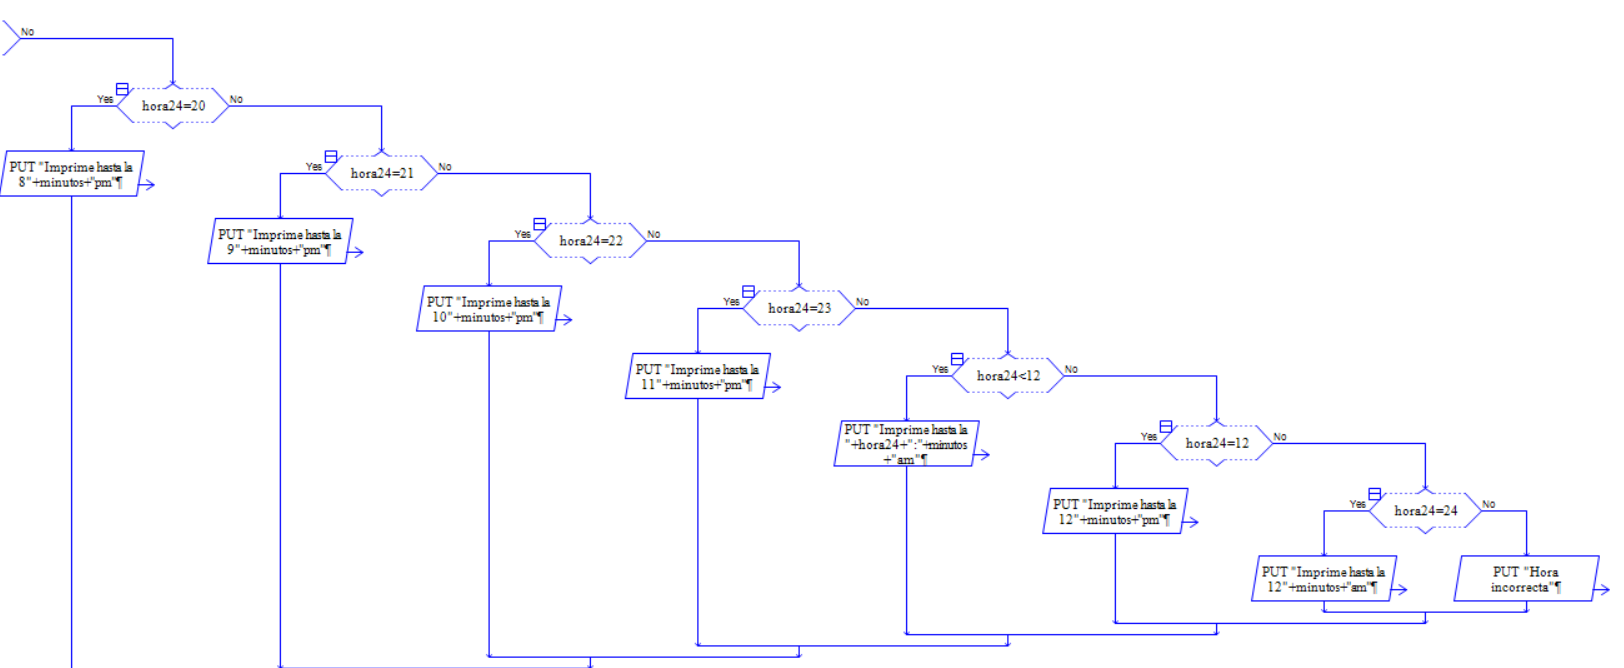 No
hora24=20
Yes
No
PUT "Imprime hasta la
8"+minutos+"pm"¶
hora24=21
Yes
No
PUT "Imprime hasta la
9"+minutos+"pm"¶
hora24=22
Yes
No
PUT "Imprime hasta la
10"+minutos+"pm"¶
hora24=23
Yes
No
PUT "Imprime hasta la
11"+minutos+"pm"¶
hora24<12
Yes
No
PUT "Imprime hasta la
"+hora24+":"+minutos
+"am"¶
hora24=12
Yes
No
PUT "Imprime hasta la
12"+minutos+"pm"¶
hora24=24
Yes
No
PUT "Imprime hasta la
12"+minutos+"am"¶
PUT "Hora
incorrecta"¶